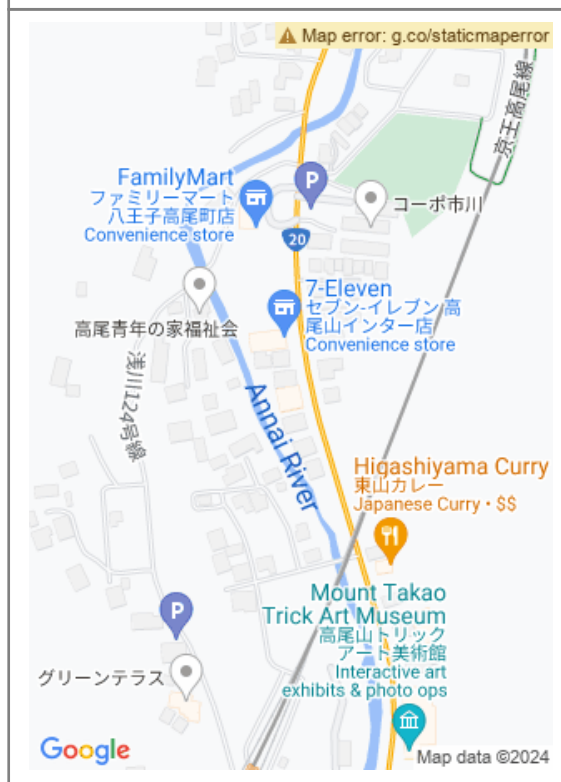 Map error: g.co/staticmaperror
京王高尾線
FamilyMart
ファミリーマート
八王子高尾町店
Convenience store
P
コーポ市川
20
7-Eleven
セブン-イレブン 高
尾山インター店
Convenience store
高尾青年の家福祉会
浅川124号線
Annai River
Higashiyama Curry
東山カレー
Japanese Curry • $$
Mount Takao
Trick Art Museum
高尾山トリック
アート美術館
Interactive art
exhibits & photo ops
P
グリーンテラス
Google
Map data ©2024